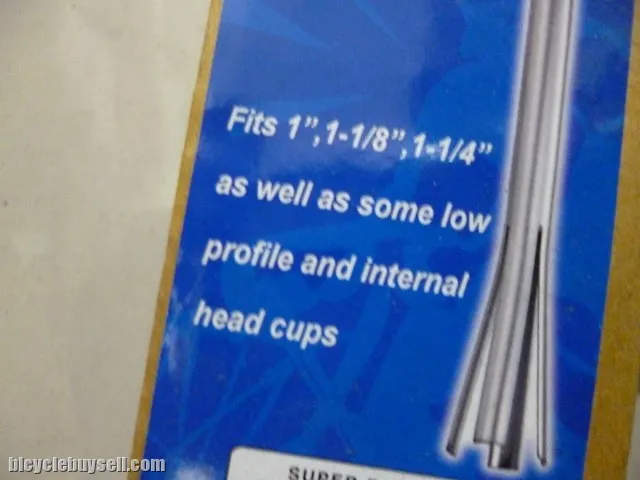 Fits 1”,1-1/8”,1-1/4”
as well as some low
profile and internal
head cups
SUPER
bicyclebuysell.com